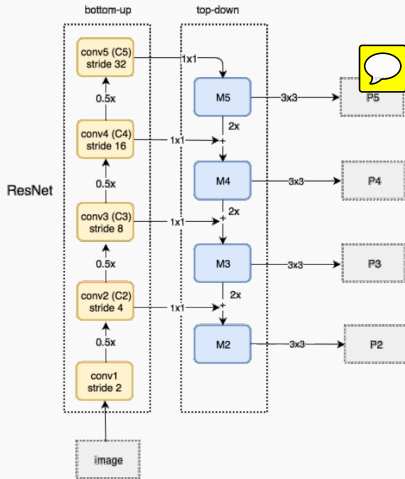 bottom-up
top-down
conv5 (C5)
stride 32
1x1
0.5x
M5
3x3
P5
2x
conv4 (C4)
stride 16
1x1
+
0.5x
M4
3x3
P4
ResNet
2x
conv3 (C3)
stride 8
1x1
+
0.5x
M3
3x3
P3
2x
conv2 (C2)
stride 4
1x1
+
0.5x
M2
3x3
P2
conv1
stride 2
image